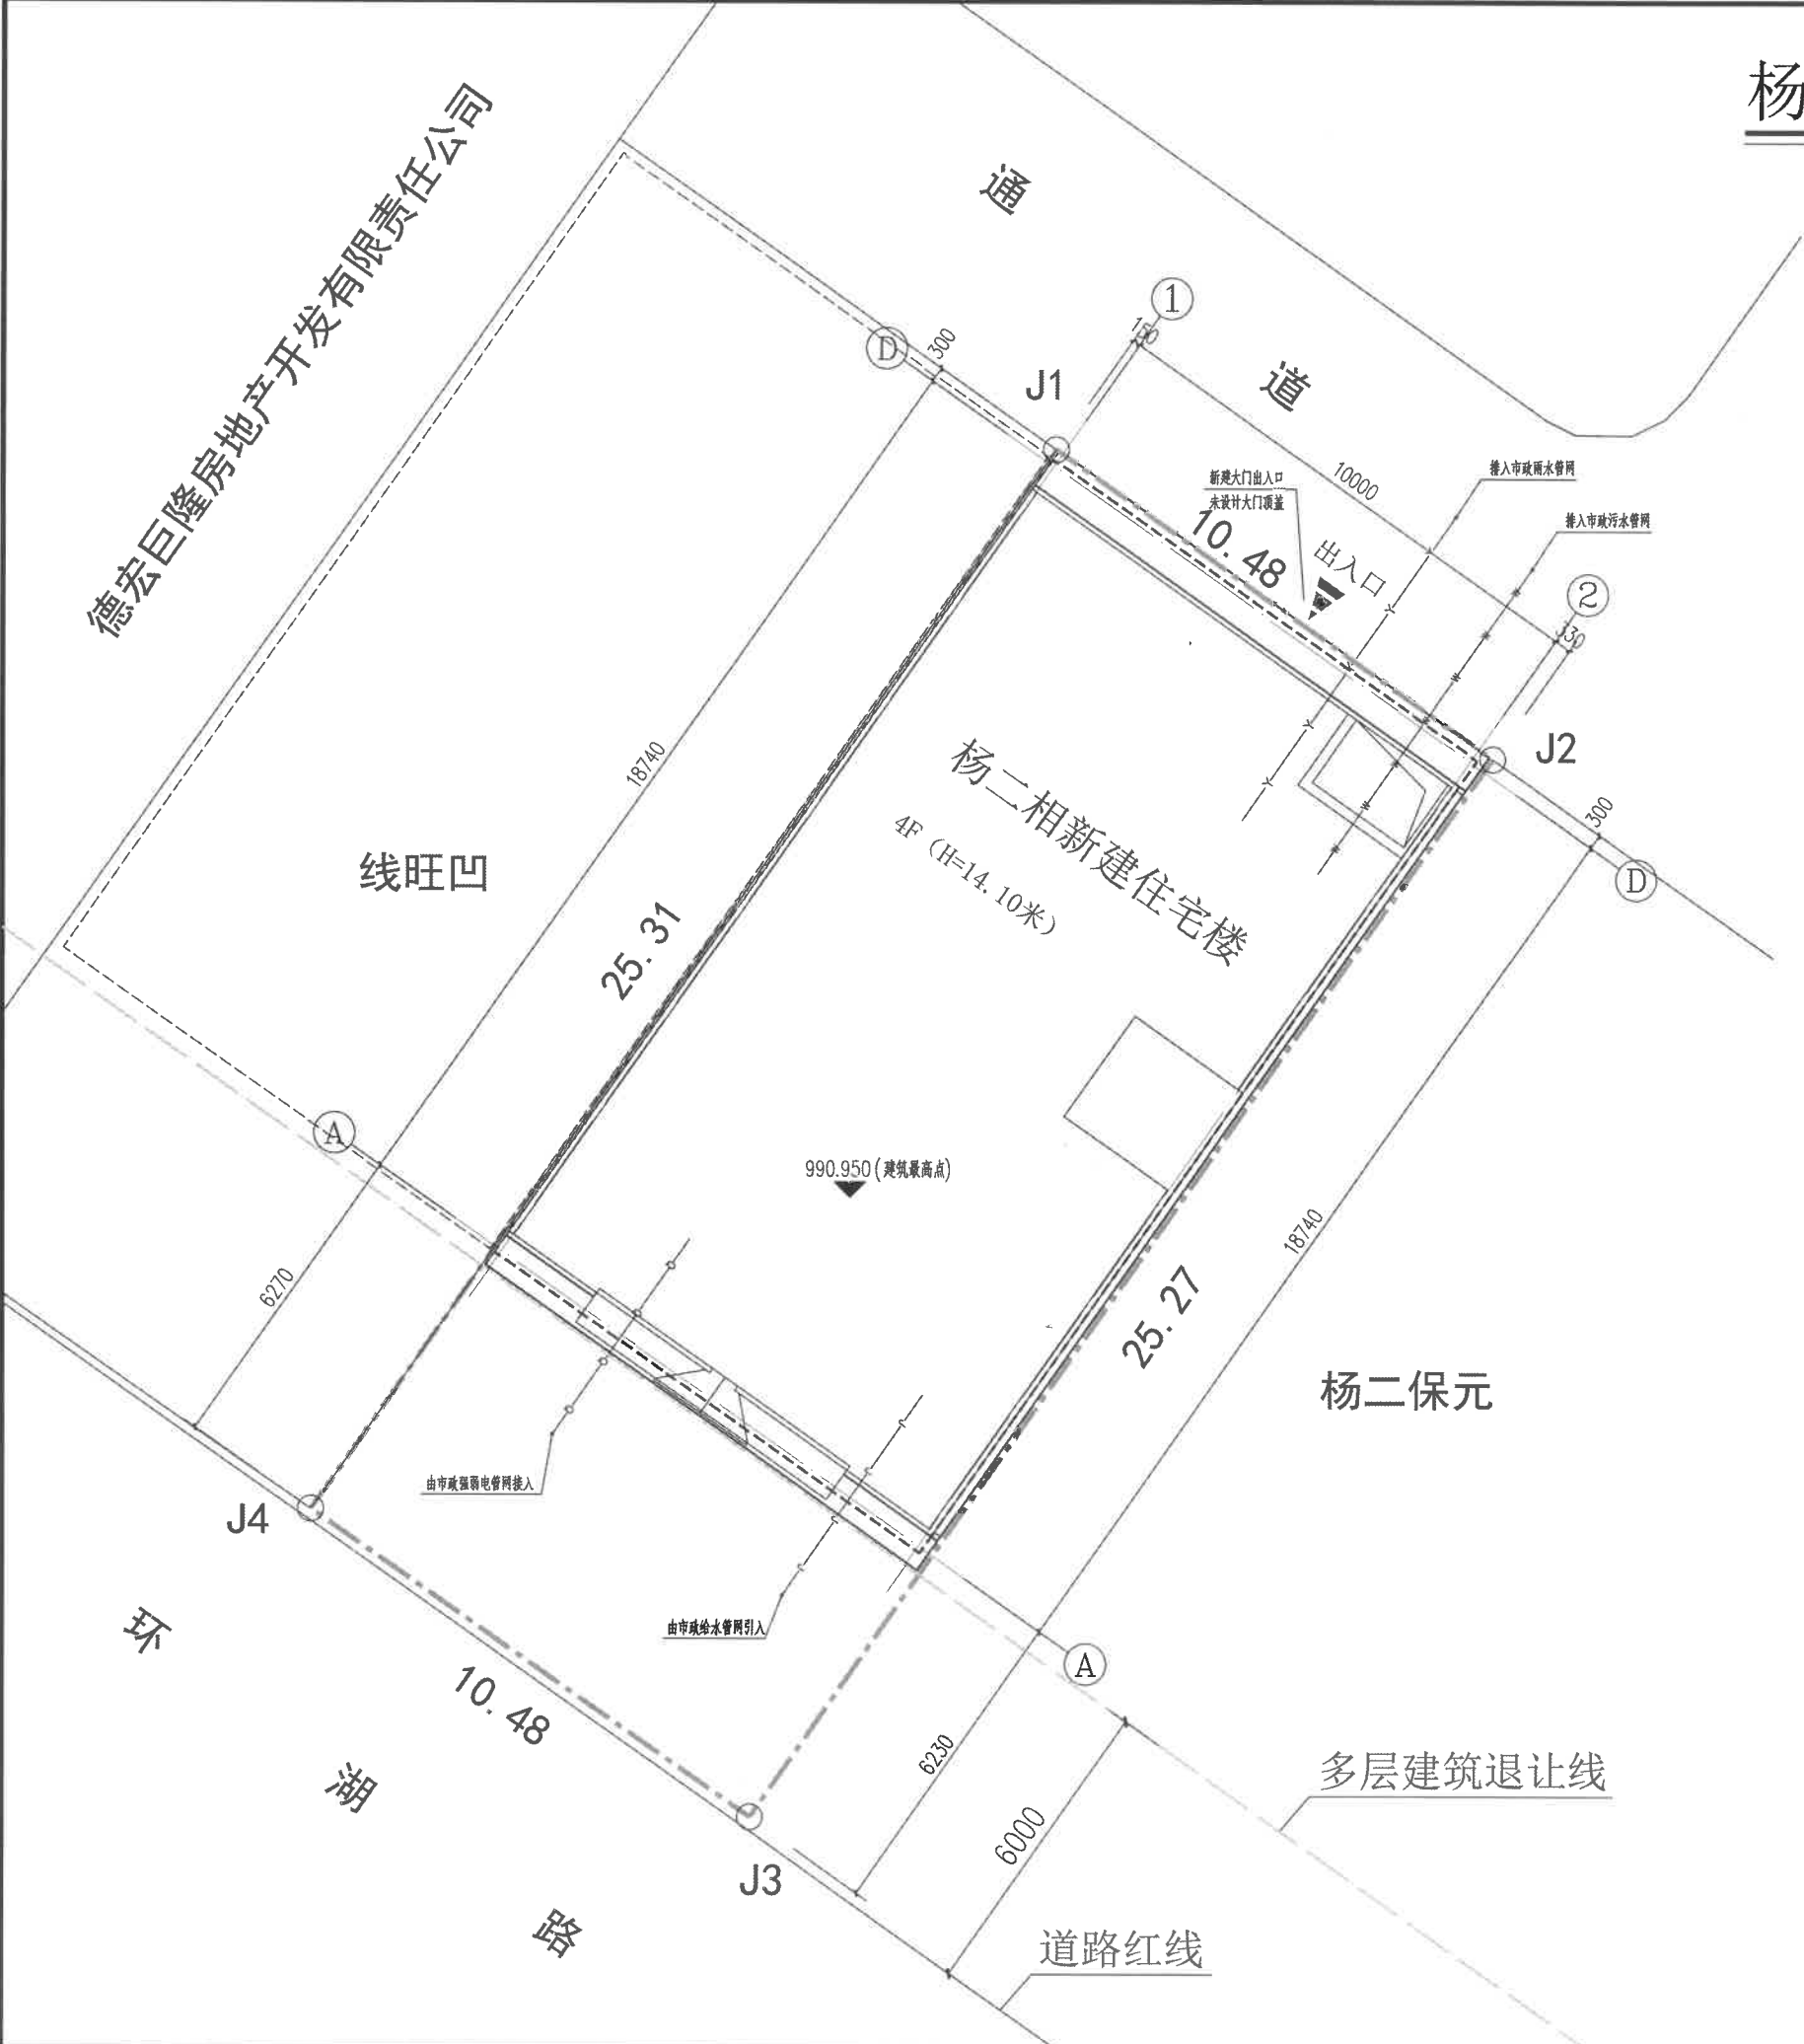 杨
德宏巨隆房地产开发有限责任公司
通
道
1
150
D
300
J1
10000
新建大门出入口
未设计大门顶盖
10.48
出入口
排入市政雨水管网
排入市政污水管网
2
330
J2
300
D
18740
杨二相新建住宅楼
4F (H=14.10米)
线旺凹
25.31
A
990.950(建筑最高点)
18740
25.27
6270
杨二保元
由市政强弱电管网接入
J4
由市政给水管网引入
A
环
湖
路
10.48
6230
6000
多层建筑退让线
J3
道路红线